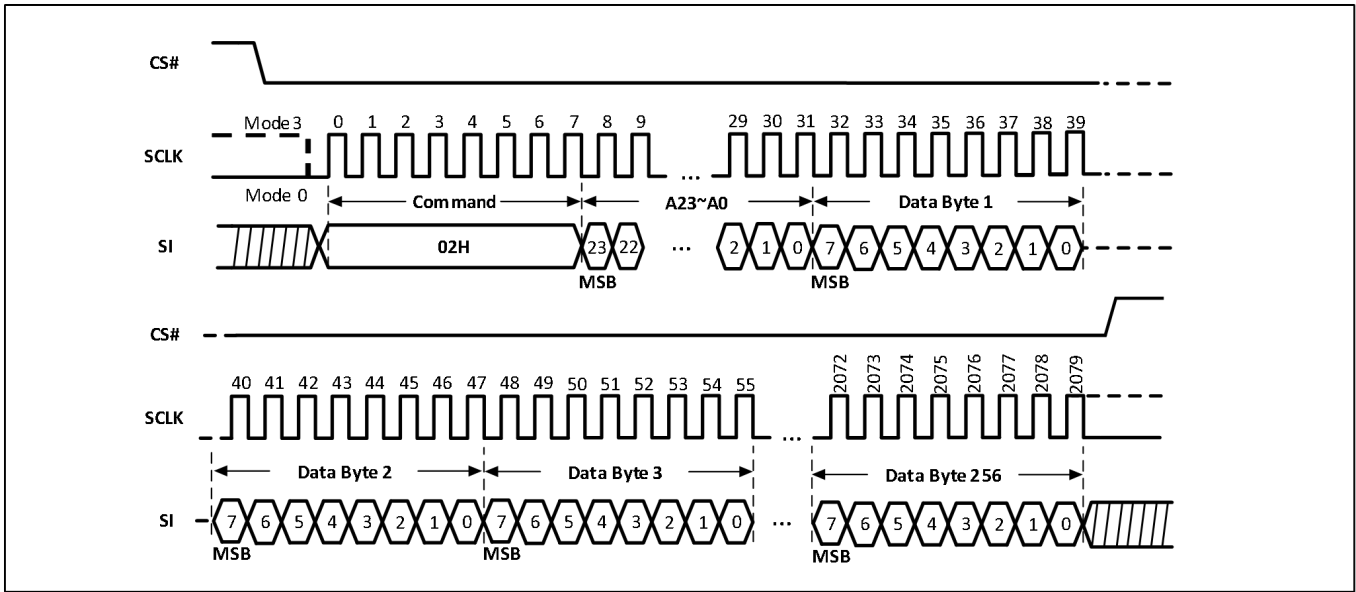 CS#
Mode 3 0 1 2 3 4 5 6 7 8 9 29 30 31 32 33 34 35 36 37 38 39
SCLK ...
Mode 0 Command A23~A0 Data Byte 1
SI 02H 23 22 ... 2 1 0 7 6 5 4 3 2 1 0
MSB MSB
CS#
40 41 42 43 44 45 46 47 48 49 50 51 52 53 54 55 2072 2073 2074 2075 2076 2077 2078 2079
SCLK ...
Data Byte 2 Data Byte 3 Data Byte 256
SI 7 6 5 4 3 2 1 0 7 6 5 4 3 2 1 0 ... 7 6 5 4 3 2 1 0
MSB MSB MSB